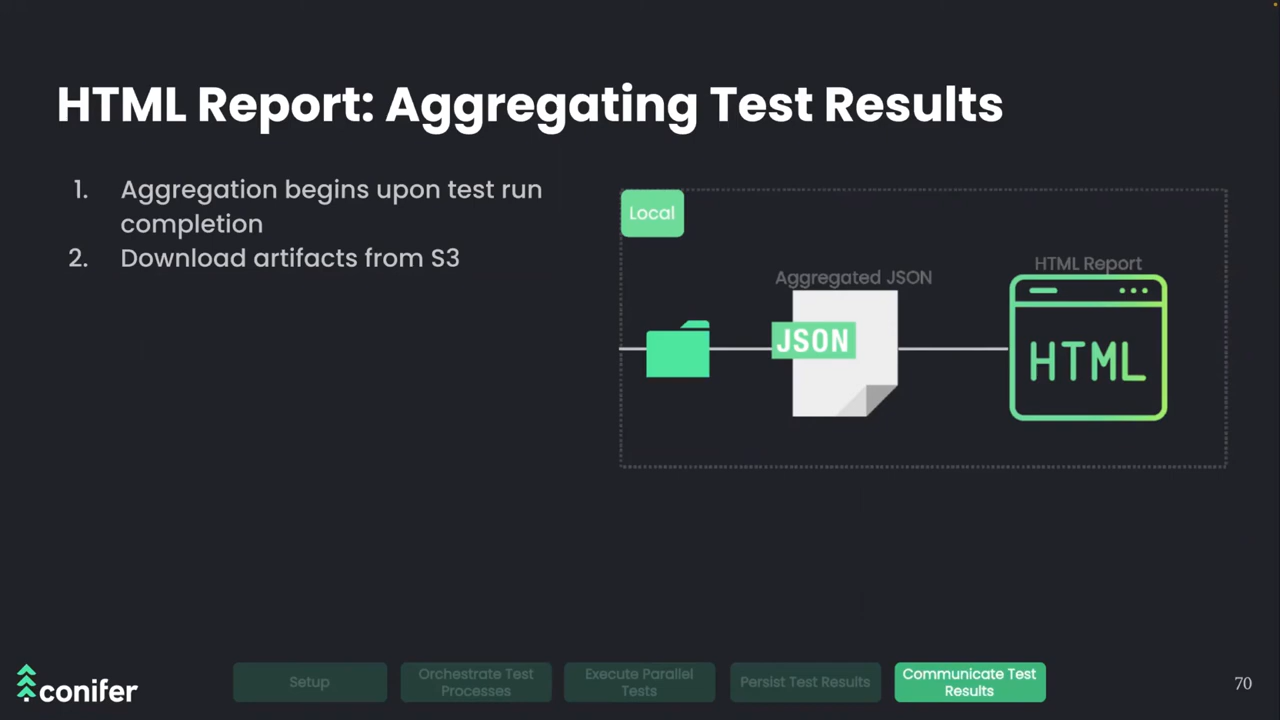 HTML Report: Aggregating Test Results
1. Aggregation begins upon test run
completion
2. Download artifacts from S3
Local
Aggregated JSON
HTML Report
JSON
HTML
conifer
Setup
Orchestrate Test
Processes
Execute Parallel
Tests
Persist Test Results
Communicate Test
Results
70